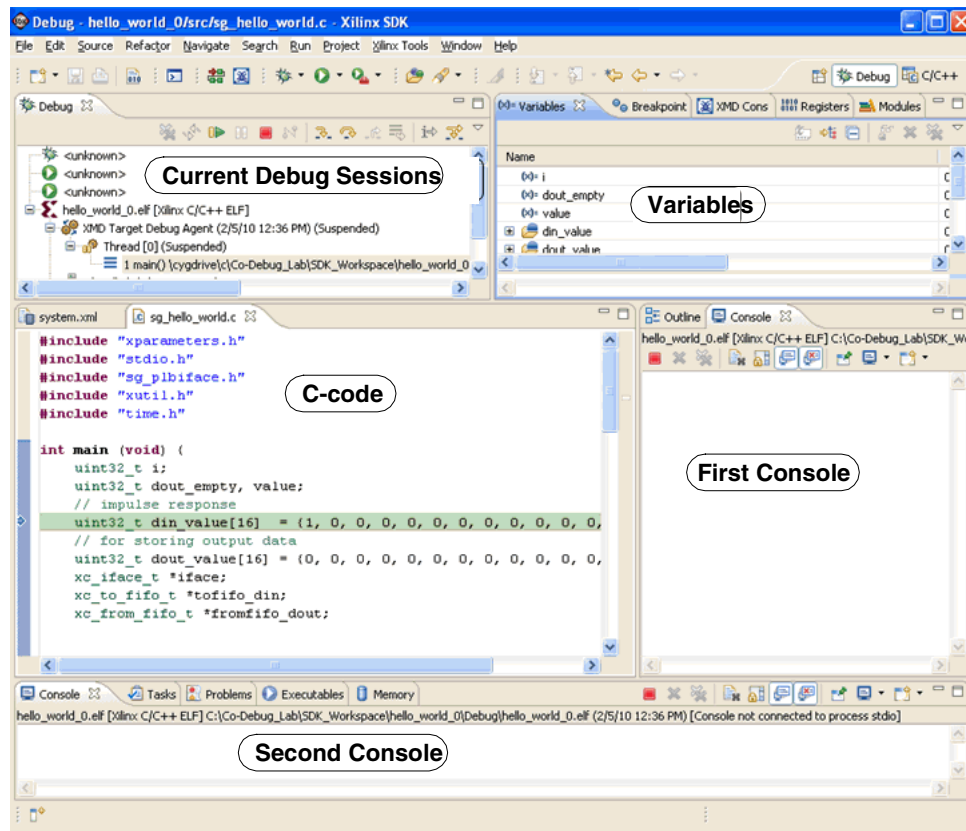 Debug - hello_world_0/src/sg_hello_world.c - Xilinx SDK
File Edit Source Refactor Navigate Search Run Project Xilinx Tools Window Help
Debug C/C++
Debug
<unknown>
<unknown>
<unknown>
hello_world_0.elf [Xilinx C/C++ ELF]
XMD Target Debug Agent (2/5/10 12:36 PM) (Suspended)
Thread [0] (Suspended)
1 main() \cygdrive\c\Co-Debug_Lab\SDK_Workspace\hello_world_0
Current Debug Sessions
(x)= Variables Breakpoint XMD Cons Registers Modules
Name
(x)= i
(x)= dout_empty
(x)= value
din_value
dout_value
Variables
system.xml sg_hello_world.c
#include "xparameters.h"
#include "stdio.h"
#include "sg_plbiface.h"
#include "xutil.h"
#include "time.h"
int main (void) {
uint32_t i;
uint32_t dout_empty, value;
// impulse response
uint32_t din_value[16] = {1, 0, 0, 0, 0, 0, 0, 0, 0, 0, 0, 0,
// for storing output data
uint32_t dout_value[16] = {0, 0, 0, 0, 0, 0, 0, 0, 0, 0, 0,
xc_iface_t *iface;
xc_to_fifo_t *tofifo_din;
xc_from_fifo_t *fromfifo_dout;
C-code
Outline Console
hello_world_0.elf [Xilinx C/C++ ELF] C:\Co-Debug_Lab\SDK_Wo
First Console
Console Tasks Problems Executables Memory
hello_world_0.elf [Xilinx C/C++ ELF] C:\Co-Debug_Lab\SDK_Workspace\hello_world_0\Debug\hello_world_0.elf (2/5/10 12:36 PM) [Console not connected to process stdio]
Second Console